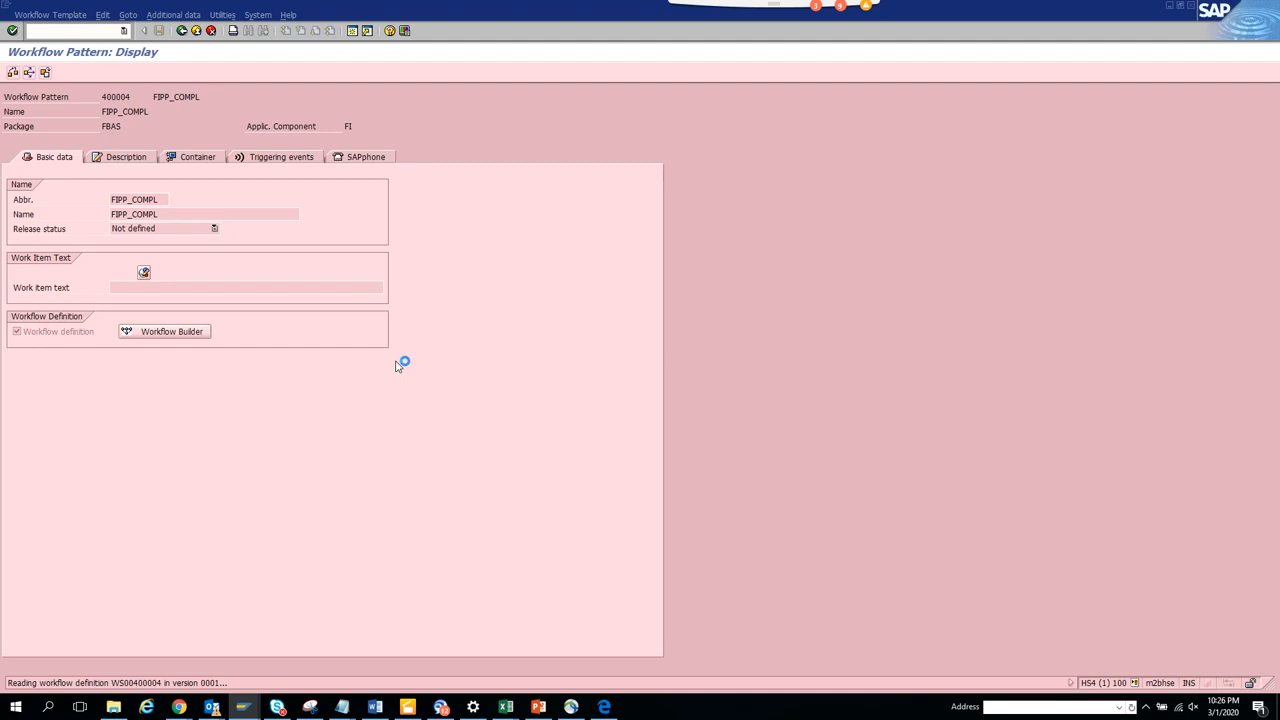 Workflow Template Edit Goto Additional data Utilities System Help
3 9
SAP
Workflow Pattern: Display
Workflow Pattern 400004 FIPP_COMPL
Name FIPP_COMPL
Package FBAS Applic. Component FI
Basic data Description Container Triggering events SAPphone
Name
Abbr. FIPP_COMPL
Name FIPP_COMPL
Release status Not defined
Work Item Text
Work item text
Workflow Definition
Workflow definition Workflow Builder
Reading workflow definition WS00400004 in version 0001... HS4 (1) 100 m2bhse INS
Address 10:26 PM
3/1/2020